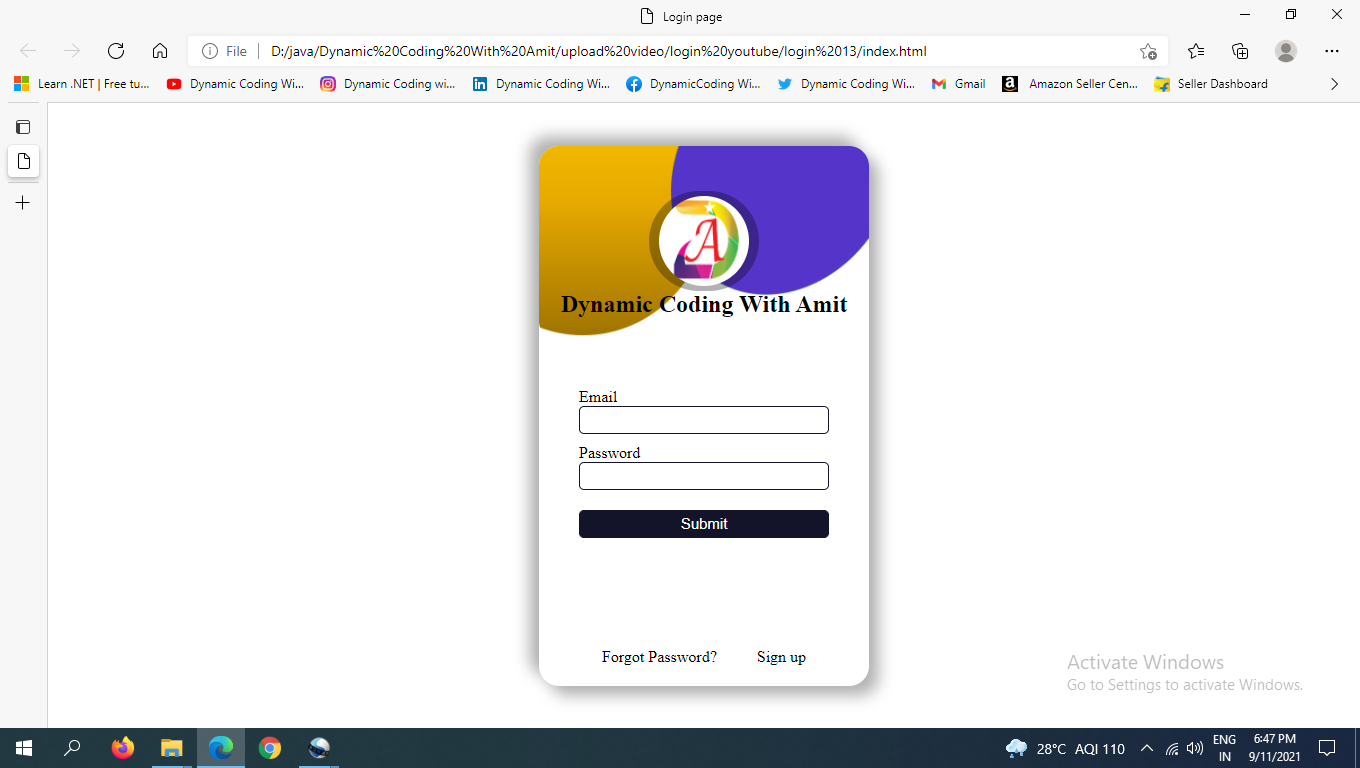 Login page
File
D:/java/Dynamic%20Coding%20With%20Amit/upload%20video/login%20youtube/login%2013/index.html
Learn .NET | Free tu...
Dynamic Coding Wi...
Dynamic Coding wi...
Dynamic Coding Wi...
DynamicCoding Wi...
Dynamic Coding Wi...
Gmail
Amazon Seller Cen...
Seller Dashboard
A
Dynamic Coding With Amit
Email
Password
Submit
Forgot Password?
Sign up
Activate Windows
Go to Settings to activate Windows.
28°C AQI 110
ENG
IN
6:47 PM
9/11/2021